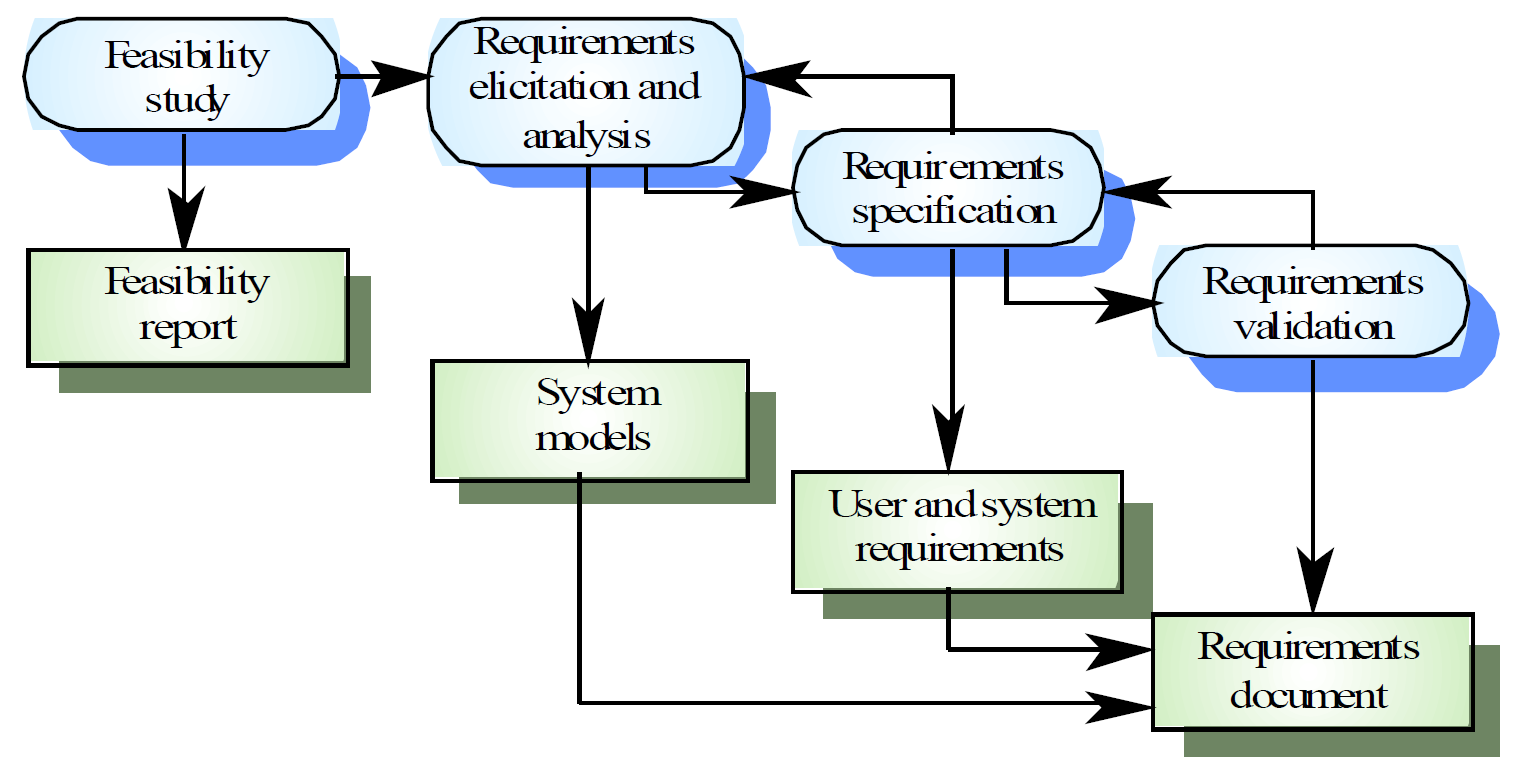 Feasibility
study
Requirements
elicitation and
analysis
Requirements
specification
Requirements
validation
Feasibility
report
System
models
User and system
requirements
Requirements
document